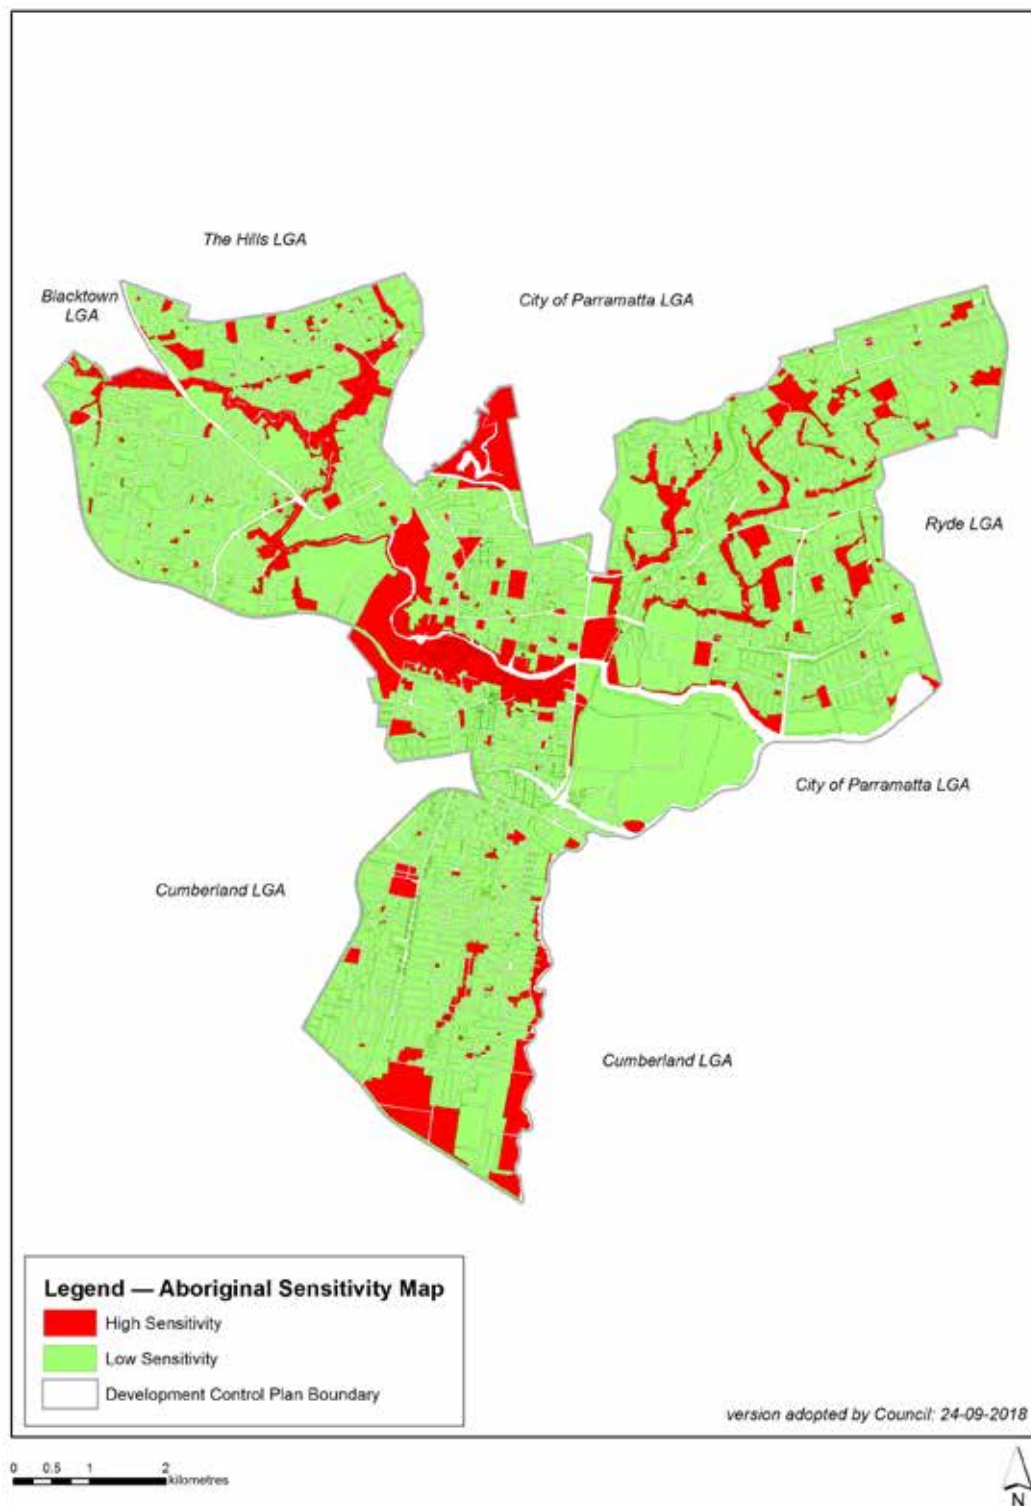 The Hills LGA
Blacktown
LGA
City of Parramatta LGA
Ryde LGA
City of Parramatta LGA
Cumberland LGA
Cumberland LGA
Legend — Aboriginal Sensitivity Map
High Sensitivity
Low Sensitivity
Development Control Plan Boundary
version adopted by Council: 24-09-2018
0 0.5 1 2
kilometres
N